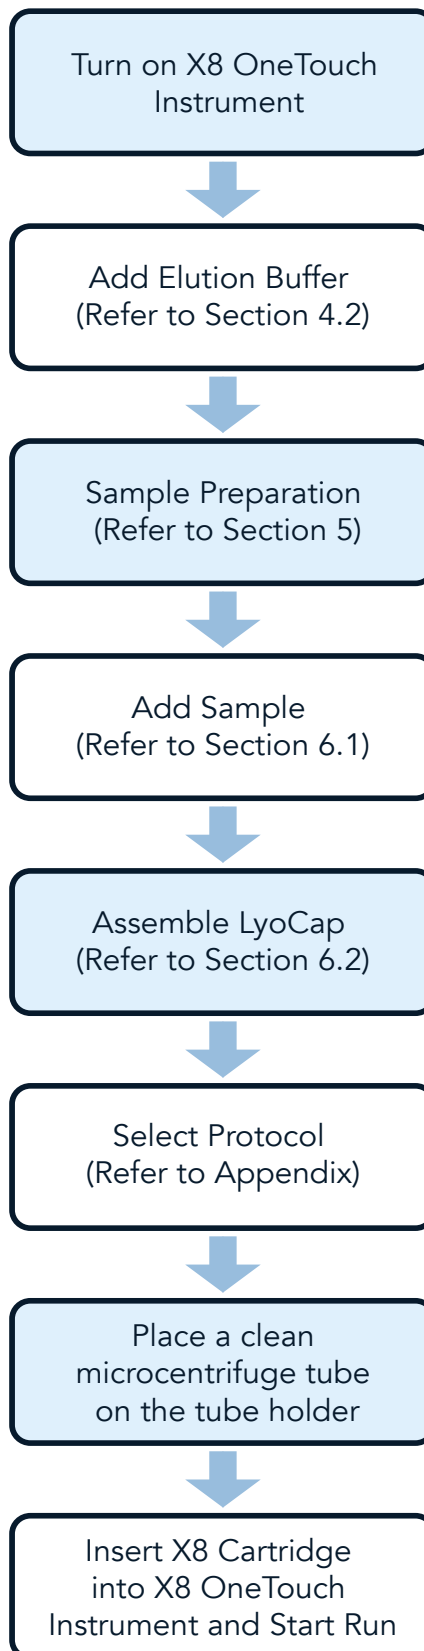 Turn on X8 OneTouch
Instrument
Add Elution Buffer
(Refer to Section 4.2)
Sample Preparation
(Refer to Section 5)
Add Sample
(Refer to Section 6.1)
Assemble LyoCap
(Refer to Section 6.2)
Select Protocol
(Refer to Appendix)
Place a clean
microcentrifuge tube
on the tube holder
Insert X8 Cartridge
into X8 OneTouch
Instrument and Start Run